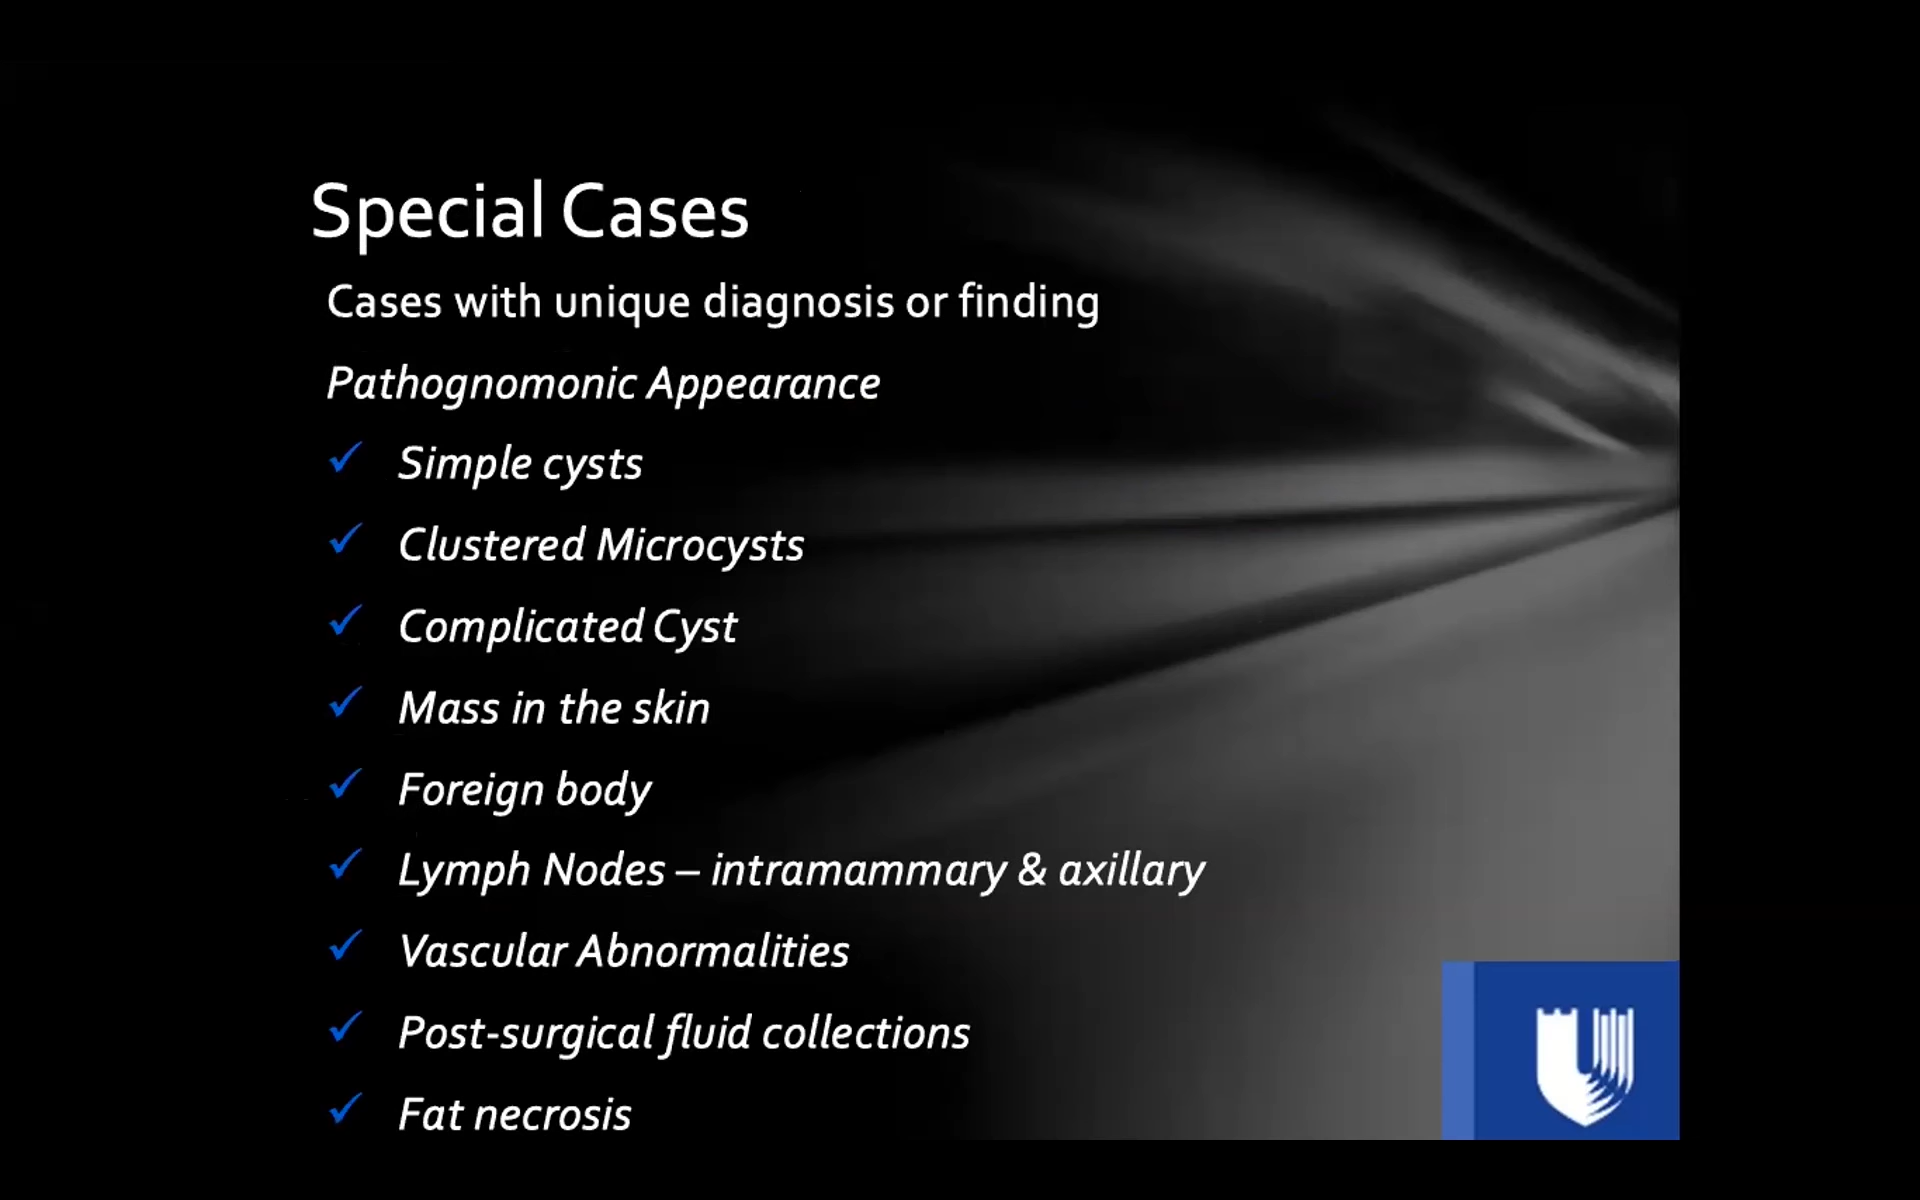 Special Cases
Cases with unique diagnosis or finding
Pathognomonic Appearance
✓ Simple cysts
✓ Clustered Microcysts
✓ Complicated Cyst
✓ Mass in the skin
✓ Foreign body
✓ Lymph Nodes – intramammary & axillary
✓ Vascular Abnormalities
✓ Post-surgical fluid collections
✓ Fat necrosis